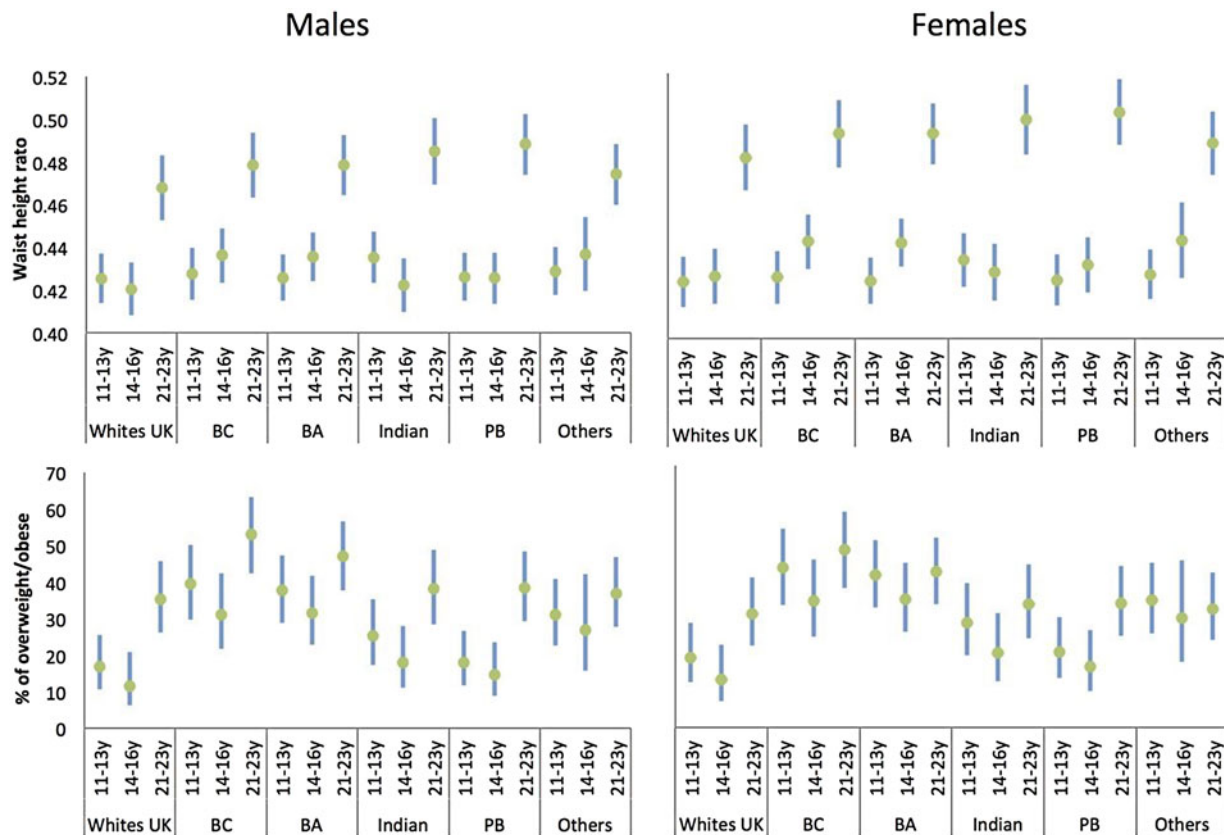 Males
Females
Waist height rato
0.52
0.50
0.48
0.46
0.44
0.42
0.40
11-13y 14-16y 21-23y 11-13y 14-16y 21-23y 11-13y 14-16y 21-23y 11-13y 14-16y 21-23y 11-13y 14-16y 21-23y 11-13y 14-16y 21-23y
Whites UK BC BA Indian PB Others
11-13y 14-16y 21-23y 11-13y 14-16y 21-23y 11-13y 14-16y 21-23y 11-13y 14-16y 21-23y 11-13y 14-16y 21-23y 11-13y 14-16y 21-23y
Whites UK BC BA Indian PB Others
% of overweight/obese
70
60
50
40
30
20
10
0
11-13y 14-16y 21-23y 11-13y 14-16y 21-23y 11-13y 14-16y 21-23y 11-13y 14-16y 21-23y 11-13y 14-16y 21-23y 11-13y 14-16y 21-23y
Whites UK BC BA Indian PB Others
11-13y 14-16y 21-23y 11-13y 14-16y 21-23y 11-13y 14-16y 21-23y 11-13y 14-16y 21-23y 11-13y 14-16y 21-23y 11-13y 14-16y 21-23y
Whites UK BC BA Indian PB Others